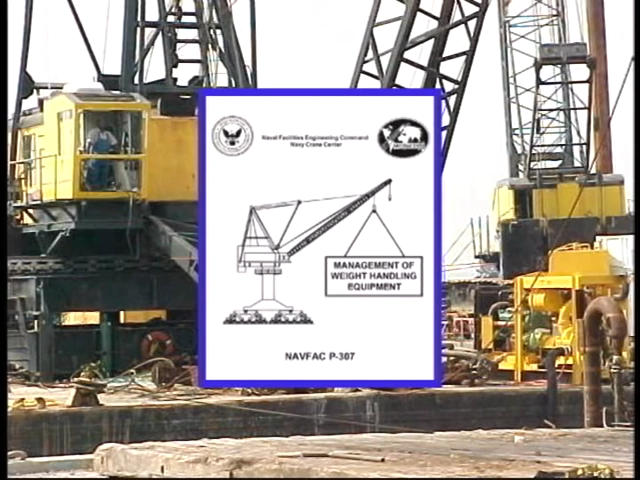 Naval Facilities Engineering Command
Navy Crane Center
MANAGEMENT OF
WEIGHT HANDLING
EQUIPMENT
NAVFAC P-307